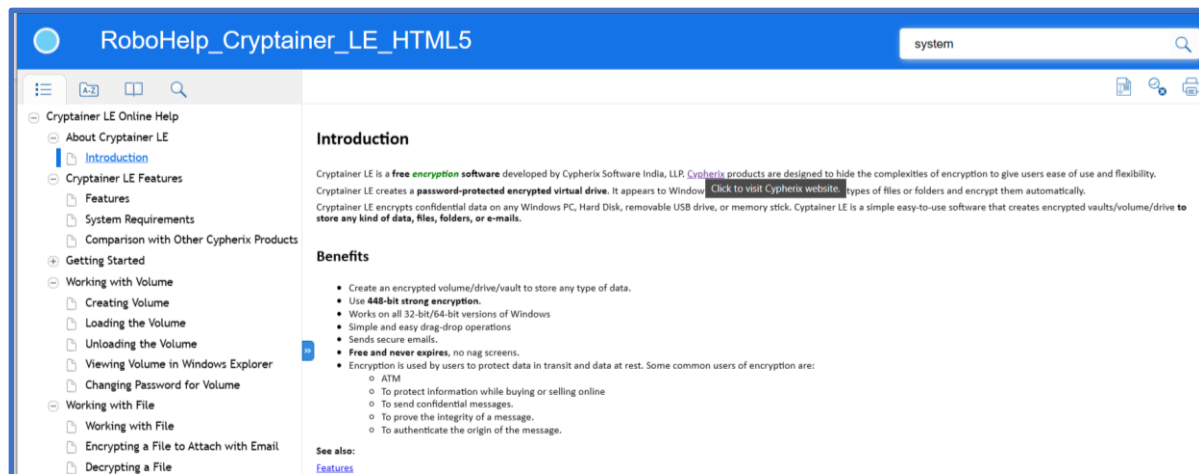 RoboHelp_Cryptainer_LE_HTML5
system
A-Z
Cryptainer LE Online Help
About Cryptainer LE
Introduction
Cryptainer LE Features
Features
System Requirements
Comparison with Other Cypherix Products
Getting Started
Working with Volume
Creating Volume
Loading the Volume
Unloading the Volume
Viewing Volume in Windows Explorer
Changing Password for Volume
Working with File
Working with File
Encrypting a File to Attach with Email
Decrypting a File
Introduction
Cryptainer LE is a free encryption software developed by Cypherix Software India, LLP. Cypherix products are designed to hide the complexities of encryption to give users ease of use and flexibility.
Click to visit Cypherix website.
Cryptainer LE creates a password-protected encrypted virtual drive. It appears to Window types of files or folders and encrypt them automatically.
Cryptainer LE encrypts confidential data on any Windows PC, Hard Disk, removable USB drive, or memory stick. Cyptainer LE is a simple easy-to-use software that creates encrypted vaults/volume/drive to
store any kind of data, files, folders, or e-mails.
Benefits
Create an encrypted volume/drive/vault to store any type of data.
Use 448-bit strong encryption.
Works on all 32-bit/64-bit versions of Windows
Simple and easy drag-drop operations
Sends secure emails.
Free and never expires, no nag screens.
Encryption is used by users to protect data in transit and data at rest. Some common users of encryption are:
ATM
To protect information while buying or selling online
To send confidential messages.
To prove the integrity of a message.
To authenticate the origin of the message.
See also:
Features